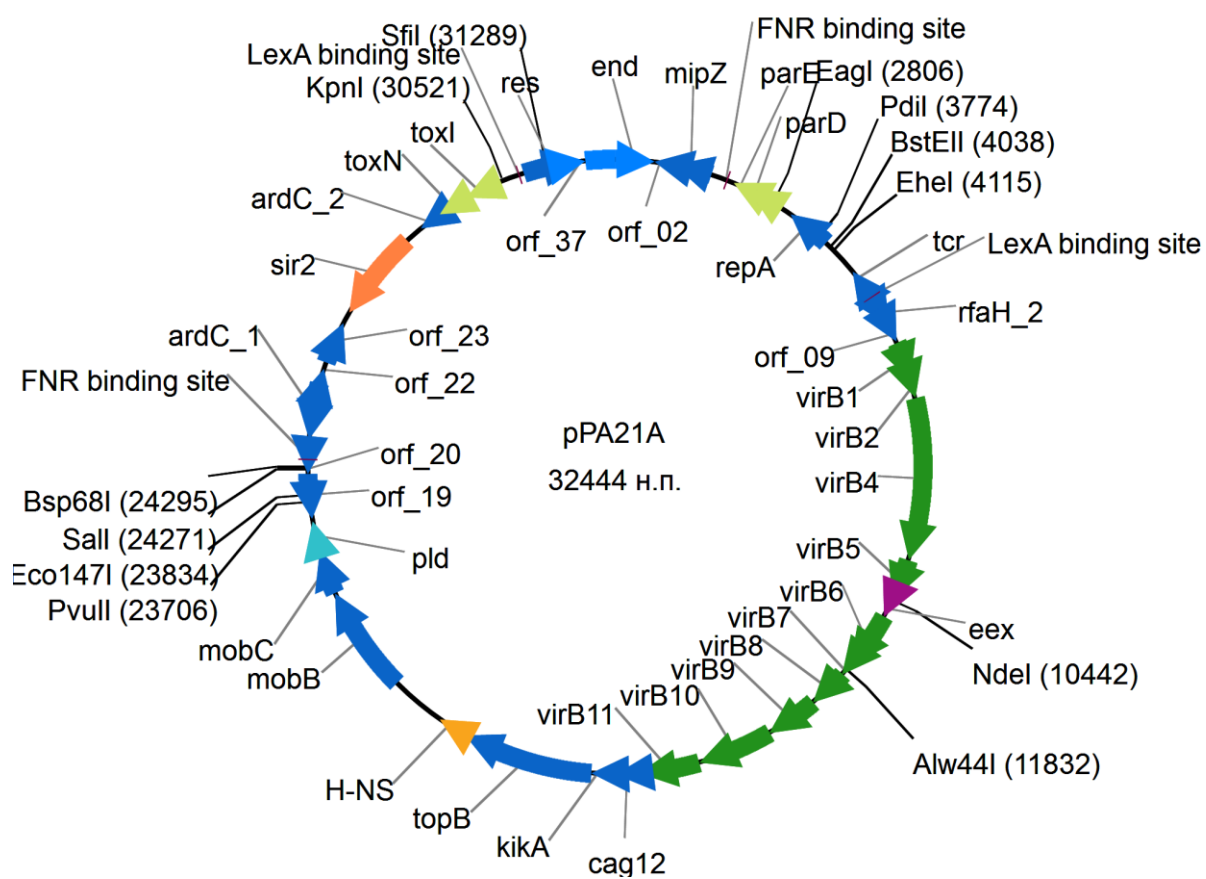 SfiI (31289)
FNR binding site
LexA binding site
end
mipZ
parE
EagI (2806)
KpnI (30521)
res
PdiI (3774)
parD
toxI
BstEII (4038)
toxN
EheI (4115)
ardC_2
orf_37
orf_02
tcr
LexA binding site
repA
sir2
rfaH_2
orf_23
orf_09
ardC_1
FNR binding site
orf_22
virB1
pPA21A
virB2
orf_20
32444 н.п.
virB4
orf_19
Bsp68I (24295)
SalI (24271)
virB5
pld
Eco147I (23834)
virB6
PvuII (23706)
virB7
eex
mobC
virB8
NdeI (10442)
mobB
virB9
virB10
virB11
Alw44I (11832)
H-NS
topB
kikA
cag12